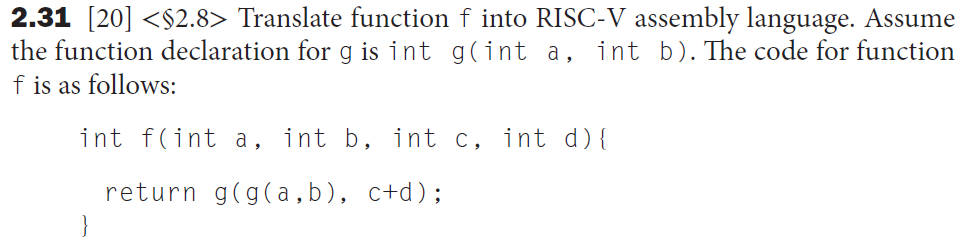 2.31 [20] <§2.8> Translate function f into RISC-V assembly language. Assume
the function declaration for g is int g(int a, int b). The code for function
f is as follows:
int f(int a, int b, int c, int d){
return g(g(a,b), c+d);
}